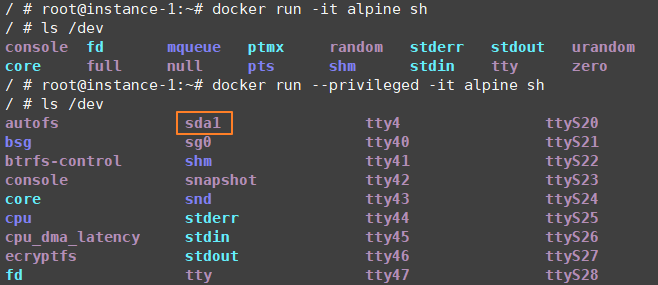 / # root@instance-1:~# docker run -it alpine sh
/ # ls /dev
console fd mqueue ptmx random stderr stdout urandom
core full null pts shm stdin tty zero
/ # root@instance-1:~# docker run --privileged -it alpine sh
/ # ls /dev
autofs sda1 tty4 ttyS20
bsg sg0 tty40 ttyS21
btrfs-control shm tty41 ttyS22
console snapshot tty42 ttyS23
core snd tty43 ttyS24
cpu stderr tty44 ttyS25
cpu_dma_latency stdin tty45 ttyS26
ecryptfs stdout tty46 ttyS27
fd tty tty47 ttyS28